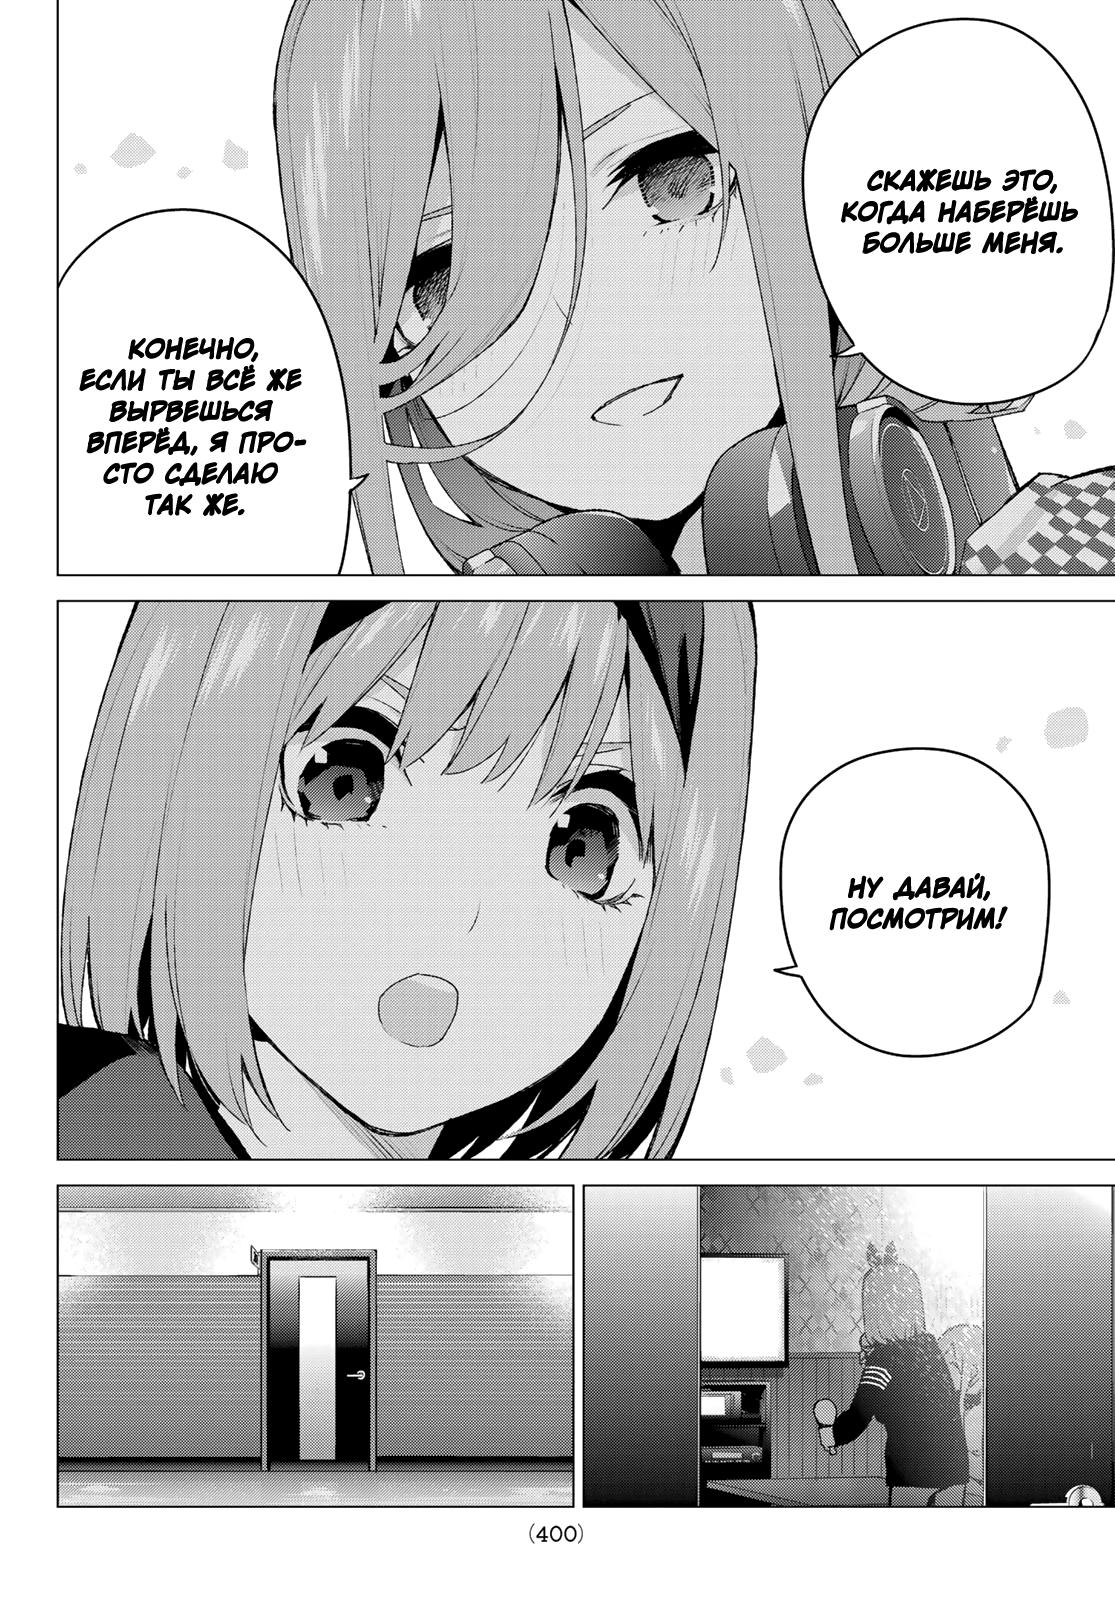 СКАЖЕШЬ ЭТО,
КОГДА НАБЕРЁШЬ
БОЛЬШЕ МЕНЯ.
КОНЕЧНО,
ЕСЛИ ТЫ ВСЁ ЖЕ
ВЫРВЕШЬСЯ
ВПЕРЁД, Я ПРО-
СТО СДЕЛАЮ
ТАК ЖЕ.
НУ ДАВАЙ,
ПОСМОТРИМ!
(400)